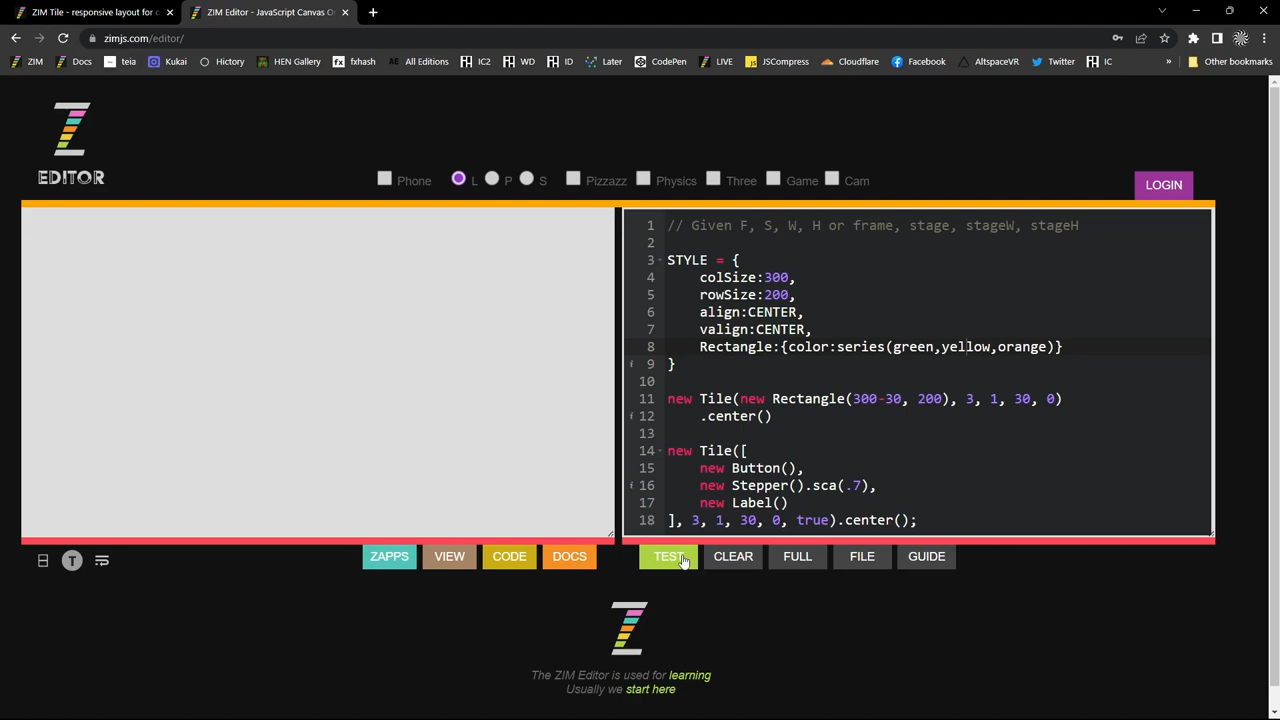 ZIM Tile - responsive layout for c
ZIM Editor - JavaScript Canvas O
zimjs.com/editor/
ZIM
Docs
teia
Kukai
Hictory
HEN Gallery
fxhash
All Editions
IC2
WD
ID
Later
CodePen
LIVE
JSCompress
Cloudflare
Facebook
AltspaceVR
Twitter
IC
»
Other bookmarks
EDITOR
Phone
L
P
S
Pizzazz
Physics
Three
Game
Cam
LOGIN
1 // Given F, S, W, H or frame, stage, stageW, stageH
2
3 STYLE = {
4 colSize:300,
5 rowSize:200,
6 align:CENTER,
7 valign:CENTER,
8 Rectangle:{color:series(green,yellow,orange)}
9 }
10
11 new Tile(new Rectangle(300-30, 200), 3, 1, 30, 0)
12 .center()
13
14 new Tile([
15 new Button(),
16 new Stepper().sca(.7),
17 new Label()
18 ], 3, 1, 30, 0, true).center();
T
ZAPPS
VIEW
CODE
DOCS
TEST
CLEAR
FULL
FILE
GUIDE
The ZIM Editor is used for learning
Usually we start here